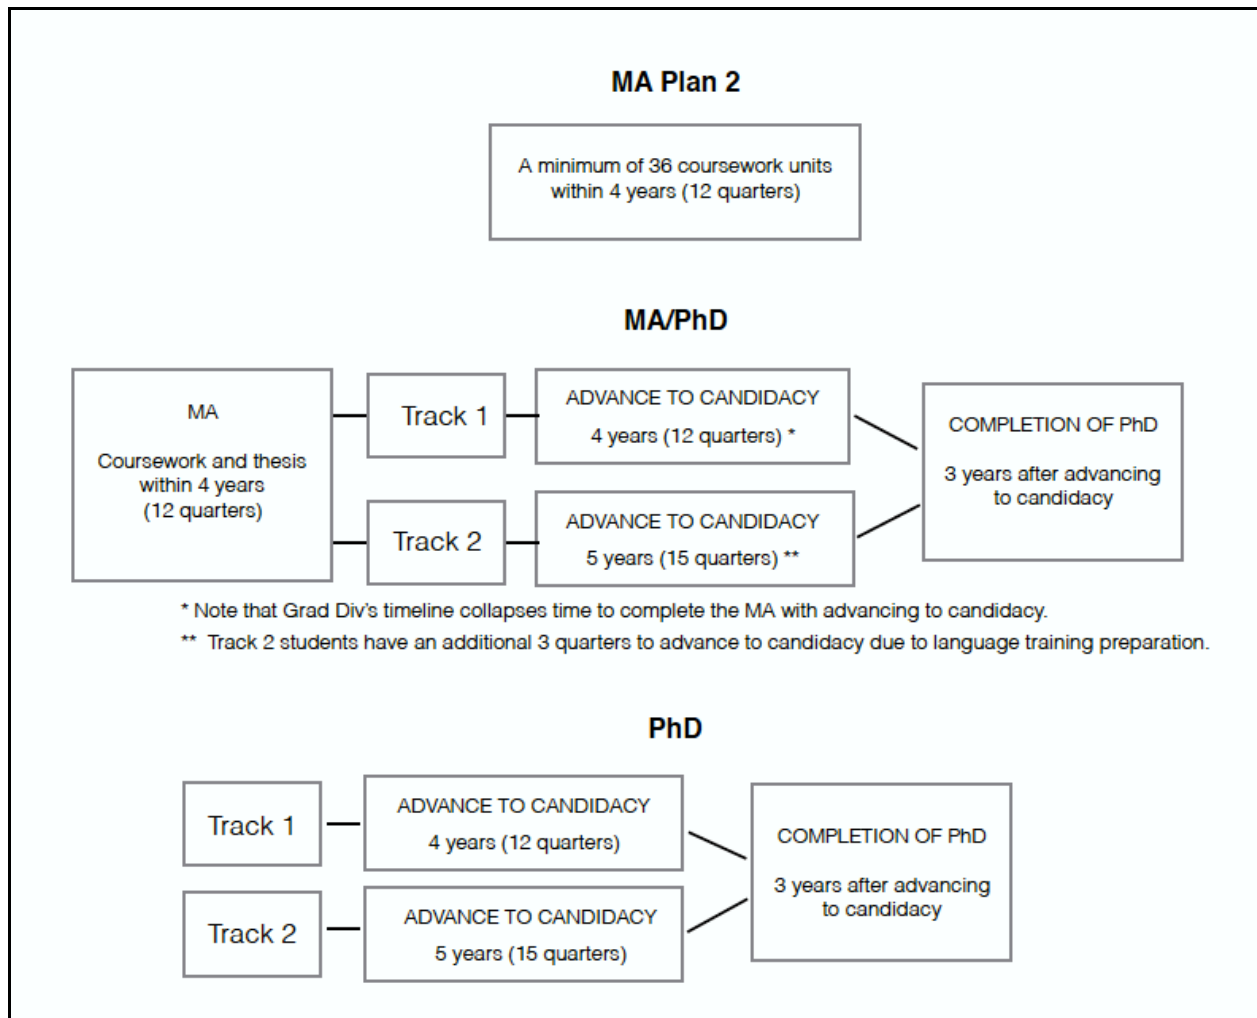 MA Plan 2
A minimum of 36 coursework units
within 4 years (12 quarters)
MA/PhD
MA
Coursework and thesis
within 4 years
(12 quarters)
Track 1
ADVANCE TO CANDIDACY
4 years (12 quarters) *
Track 2
ADVANCE TO CANDIDACY
5 years (15 quarters) **
COMPLETION OF PhD
3 years after advancing
to candidacy
* Note that Grad Div's timeline collapses time to complete the MA with advancing to candidacy.
** Track 2 students have an additional 3 quarters to advance to candidacy due to language training preparation.
PhD
Track 1
ADVANCE TO CANDIDACY
4 years (12 quarters)
Track 2
ADVANCE TO CANDIDACY
5 years (15 quarters)
COMPLETION OF PhD
3 years after advancing
to candidacy